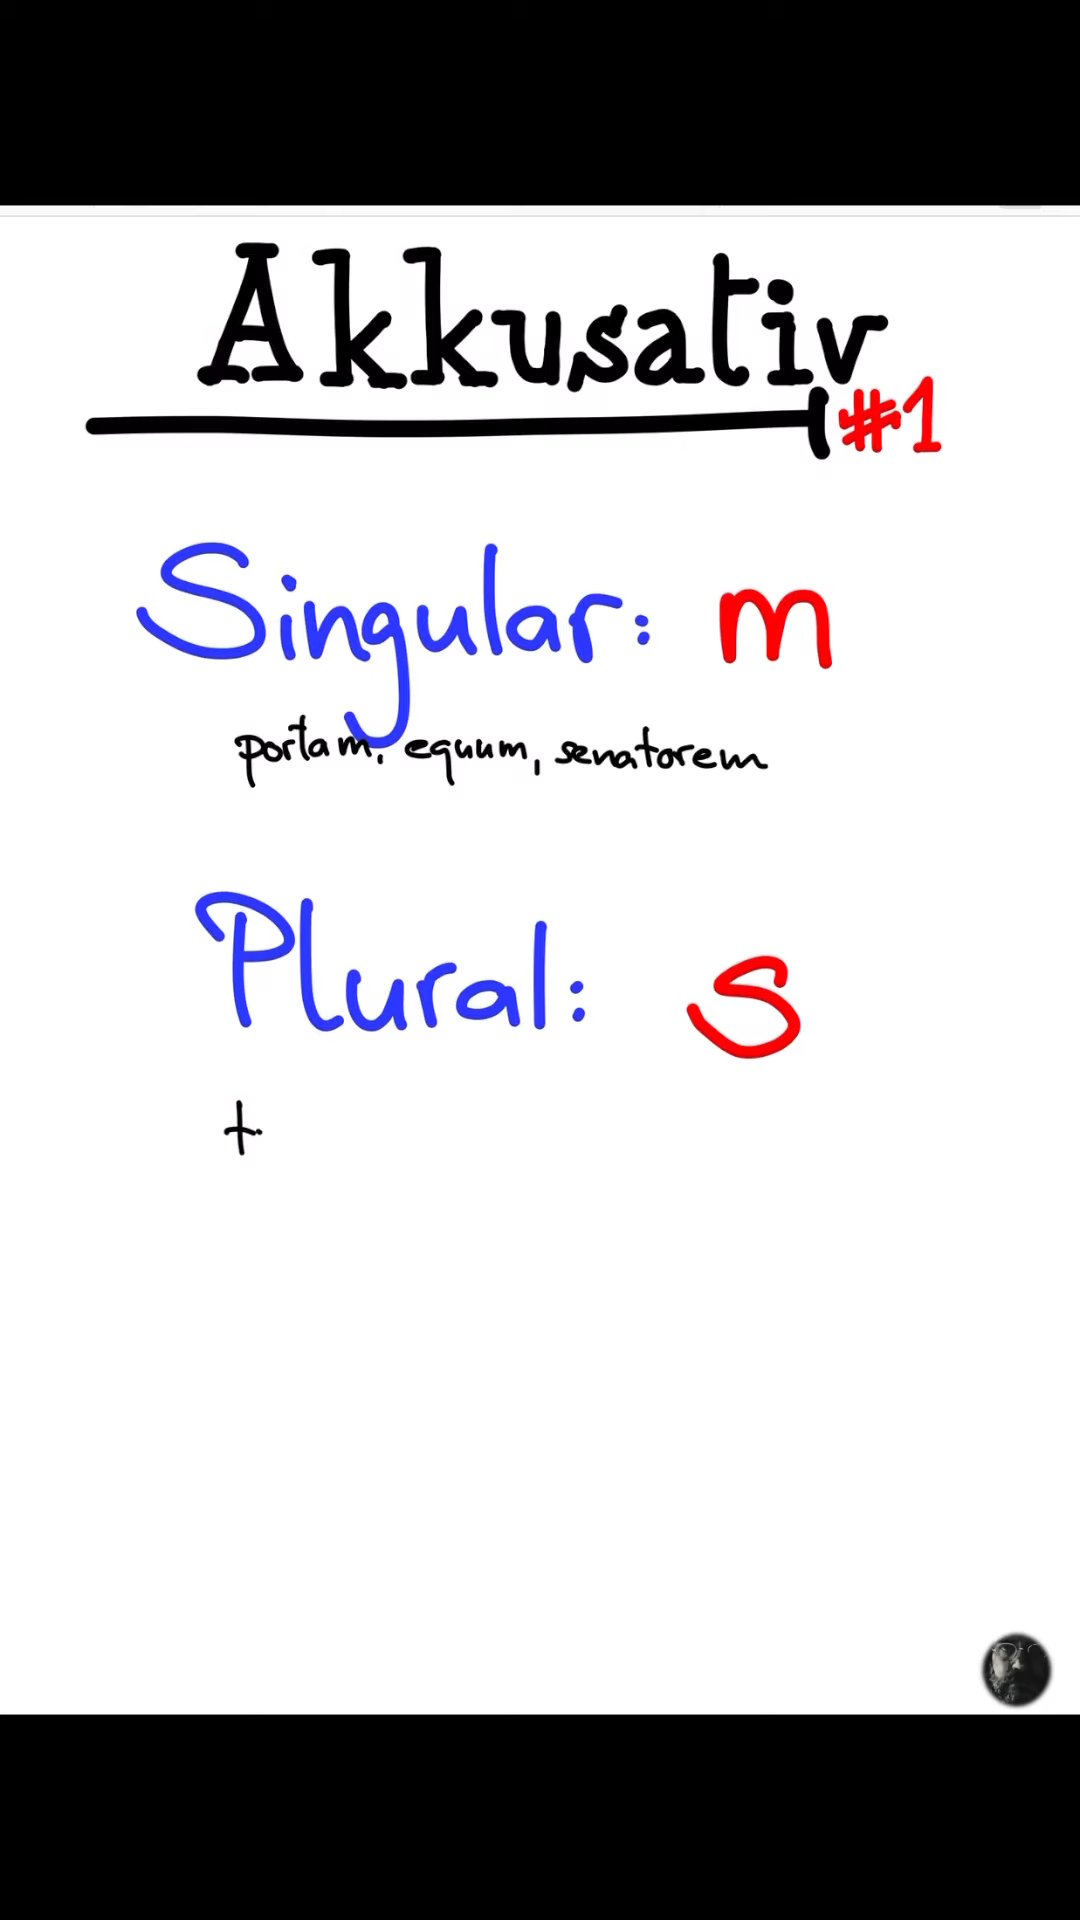 Akkusativ
#1
Singular: m
portam, equum, senatorem
Plural: s
t